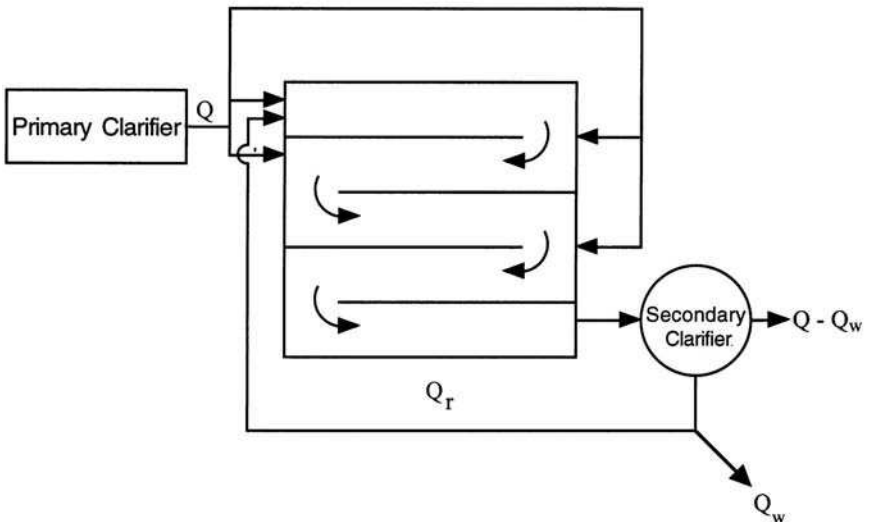 Q
Primary Clarifier
Secondary
Clarifier.
Q - Qw
Qr
Qw